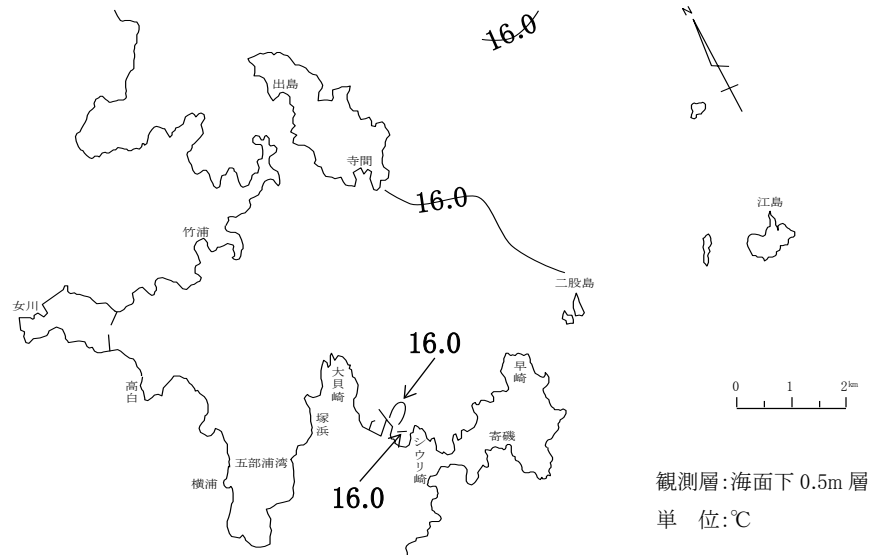 16.0
N
出島
寺間
16.0
江島
竹浦
二股島
女川
16.0
0 1 2km
大貝崎
早崎
高白
塚浜
シウリ崎
寄磯
五部浦湾
横浦
16.0
観測層:海面下 0.5m 層
単 位:℃